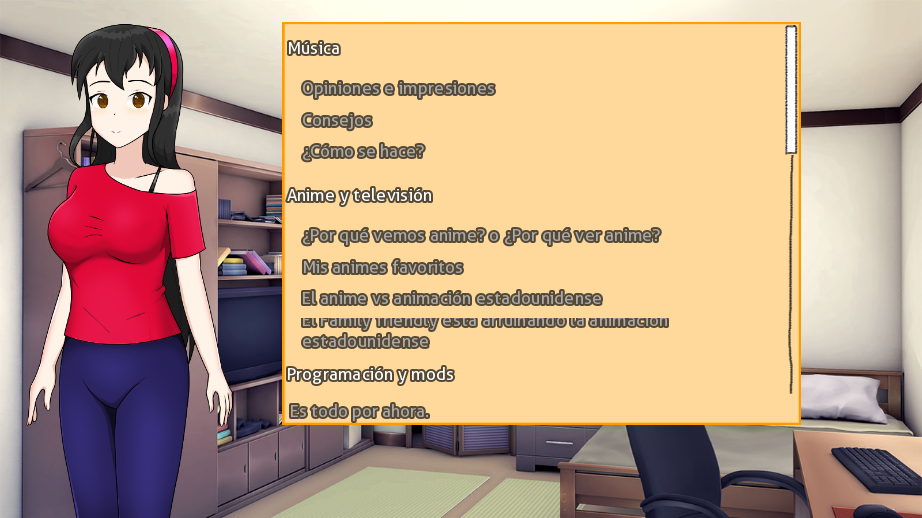 Música
Opiniones e impresiones
Consejos
¿Cómo se hace?
Anime y televisión
¿Por qué vemos anime? o ¿Por qué ver anime?
Mis animes favoritos
El anime vs animación estadounidense
El Family friendly está arruinando la animación
estadounidense
Programación y mods
Es todo por ahora.